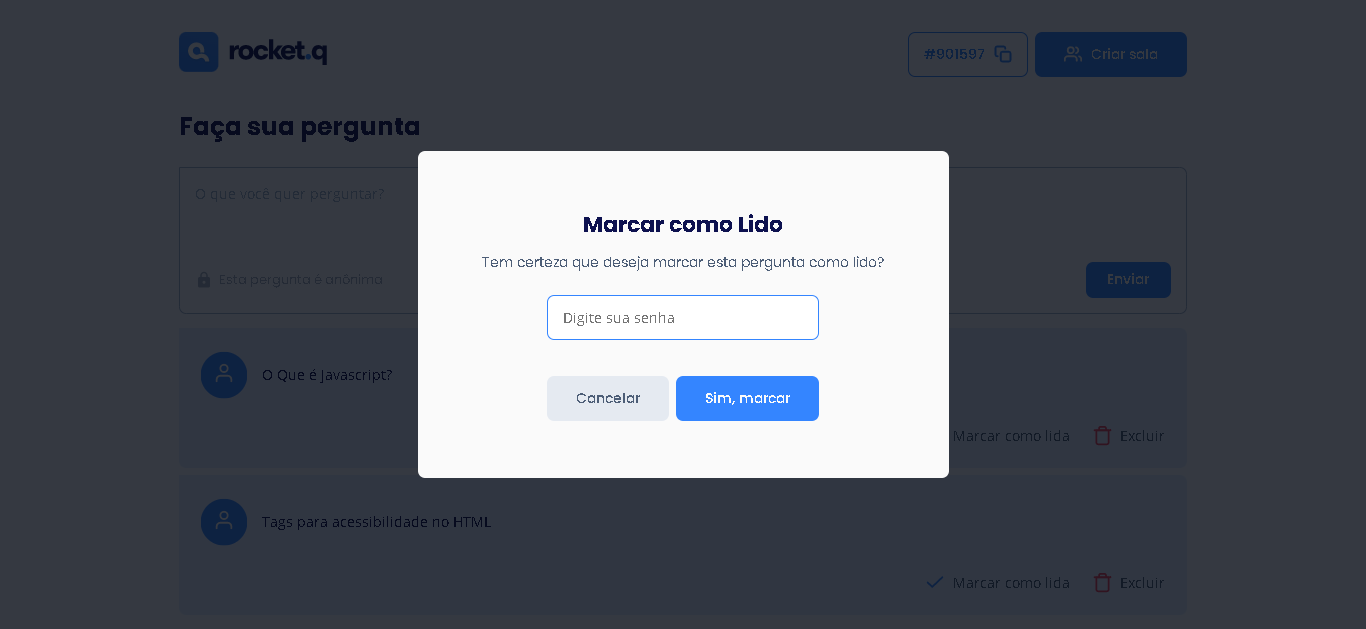 rocket.q
#901597
Criar sala
Faça sua pergunta
O que você quer perguntar?
Esta pergunta é anônima
Enviar
Marcar como Lido
Tem certeza que deseja marcar esta pergunta como lido?
Digite sua senha
Cancelar
Sim, marcar
O Que é Javascript?
Marcar como lida
Excluir
Tags para acessibilidade no HTML
Marcar como lida
Excluir